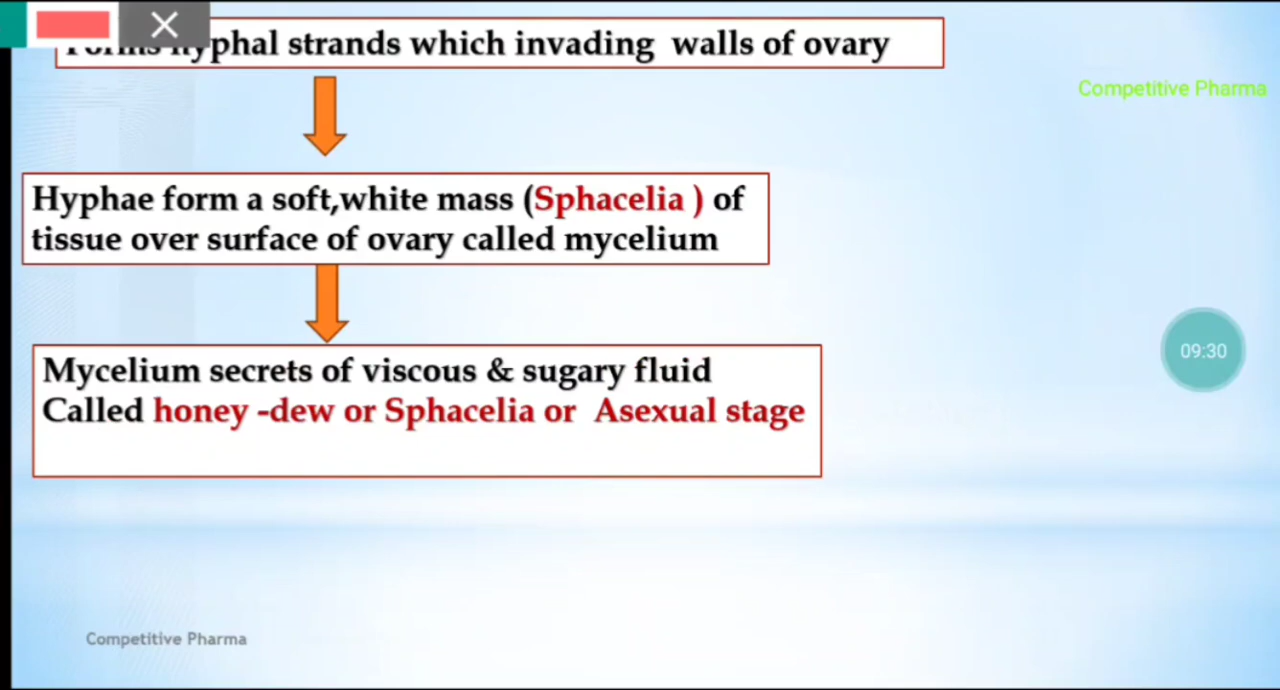 hyphal strands which invading walls of ovary
Competitive Pharma
Hyphae form a soft,white mass (Sphacelia ) of
tissue over surface of ovary called mycelium
09:30
Mycelium secrets of viscous & sugary fluid
Called honey -dew or Sphacelia or Asexual stage
Competitive Pharma